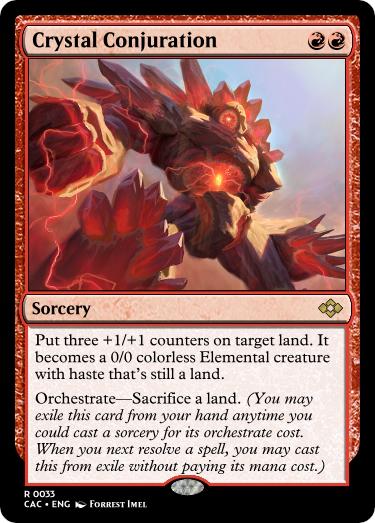 Crystal Conjuration
Sorcery
Put three +1/+1 counters on target land. It
becomes a 0/0 colorless Elemental creature
with haste that's still a land.
Orchestrate—Sacrifice a land. (You may
exile this card from your hand anytime you
could cast a sorcery for its orchestrate cost.
When you next resolve a spell, you may cast
this from exile without paying its mana cost.)
R 0033
CAC • ENG Forrest Imel